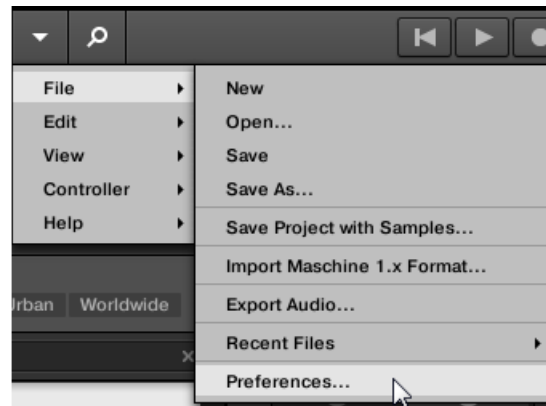 File
Edit
View
Controller
Help
New
Open...
Save
Save As...
Save Project with Samples...
Import Maschine 1.x Format...
Export Audio...
Recent Files
Preferences...
Urban
Worldwide